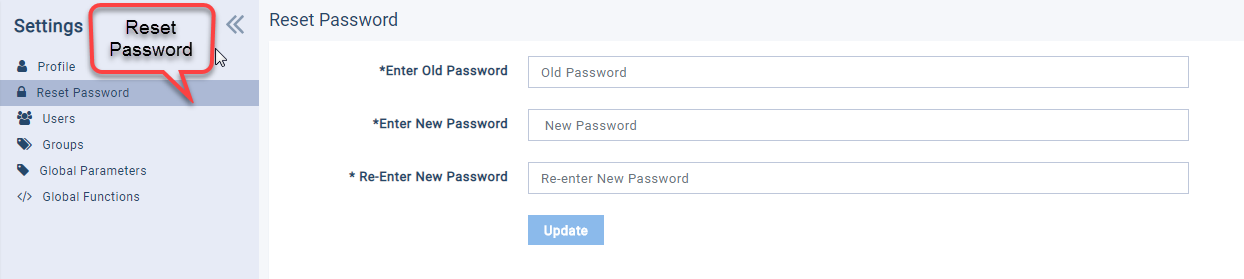 Settings
Reset
Password
Profile
Reset Password
Users
Groups
Global Parameters
Global Functions
Reset Password
*Enter Old Password
Old Password
*Enter New Password
New Password
* Re-Enter New Password
Re-enter New Password
Update